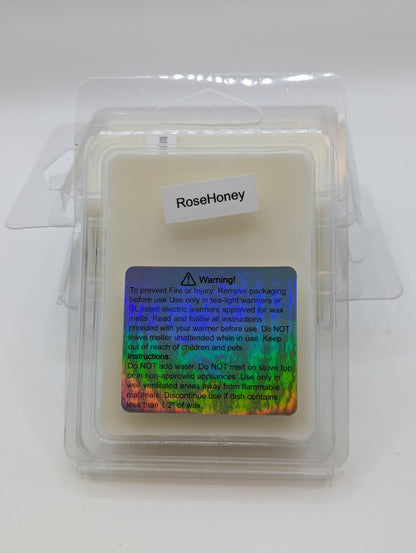 RoseHoney
Warning!
To prevent Fire or Injury: Remove packaging
before use.Use only in tea-light warmers or
UL listed electric warmers approved for wax
melts. Read and follow all instructions
provided with your warmer before use. Do NOT
leave melter unattended while in use. Keep
out of reach of children and pets.
Instructions:
Do NOT add water. Do NOT melt on stove top
or in non-approved appliances. Use only in
well ventilated areas away from flammable
materials. Discontinue use if dish contains
less than 1.2" of wax.